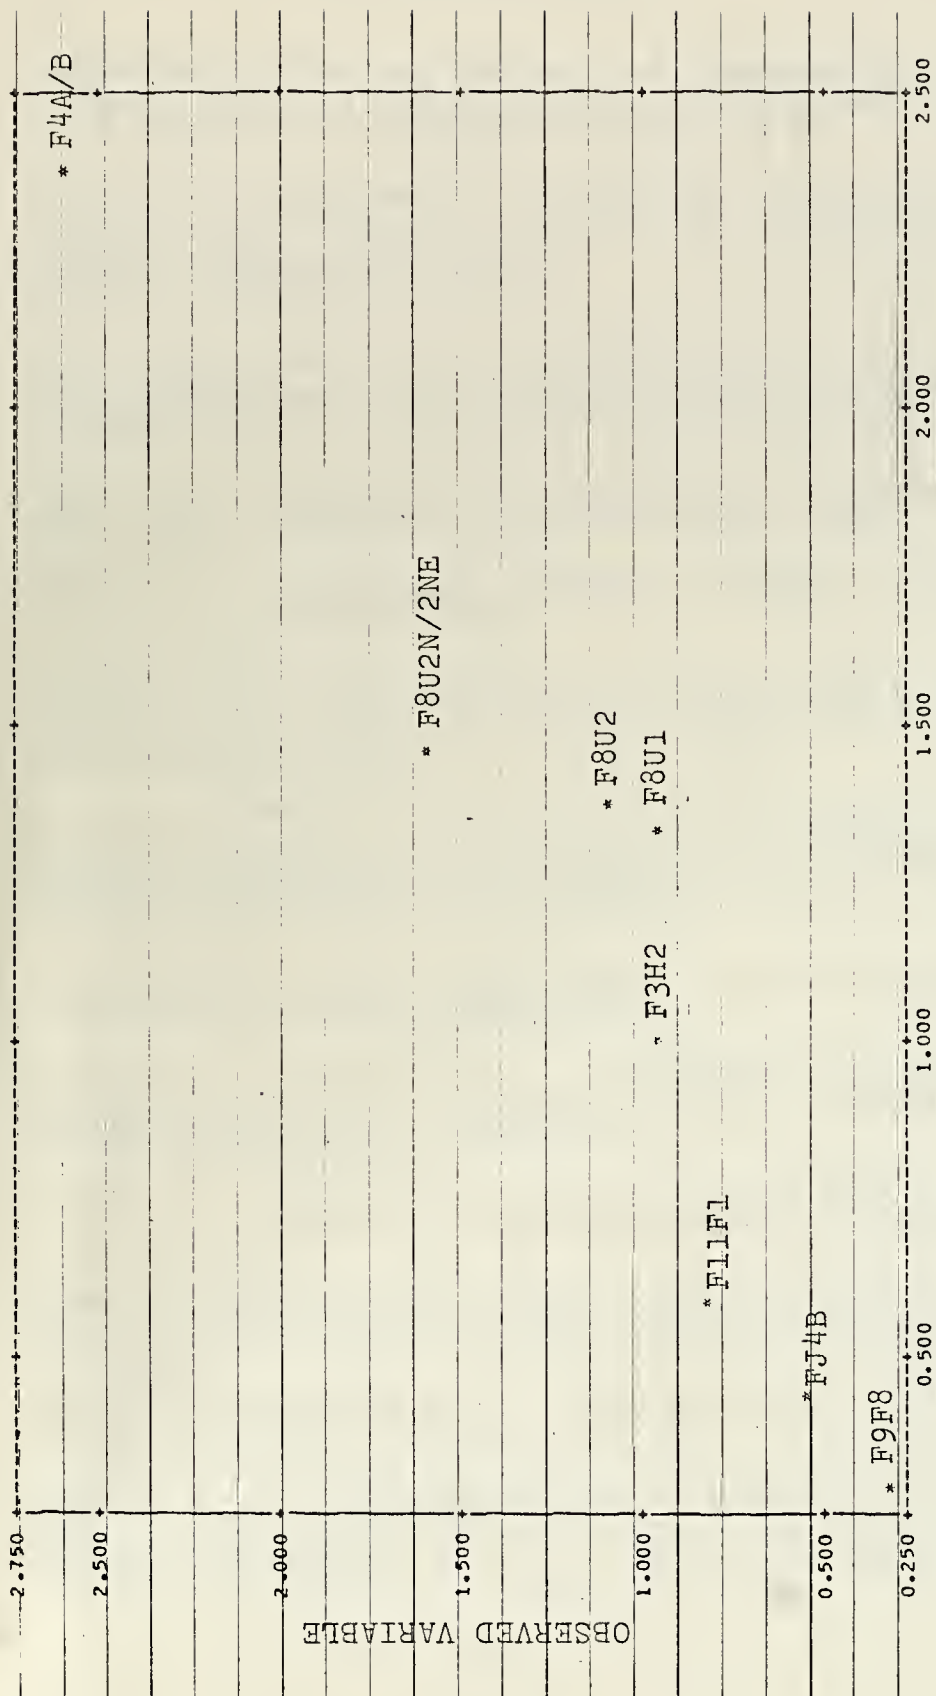 2.750
2.500
2.000
1.500
1.000
0.500
0.250
OBSERVED VARIABLE
* F4A/B
* F8U2N/2NE
* F8U2
* F8U1
* F3H2
* F11F1
* FJ4B
* F9F8
0.500
1.000
1.500
2.000
2.500